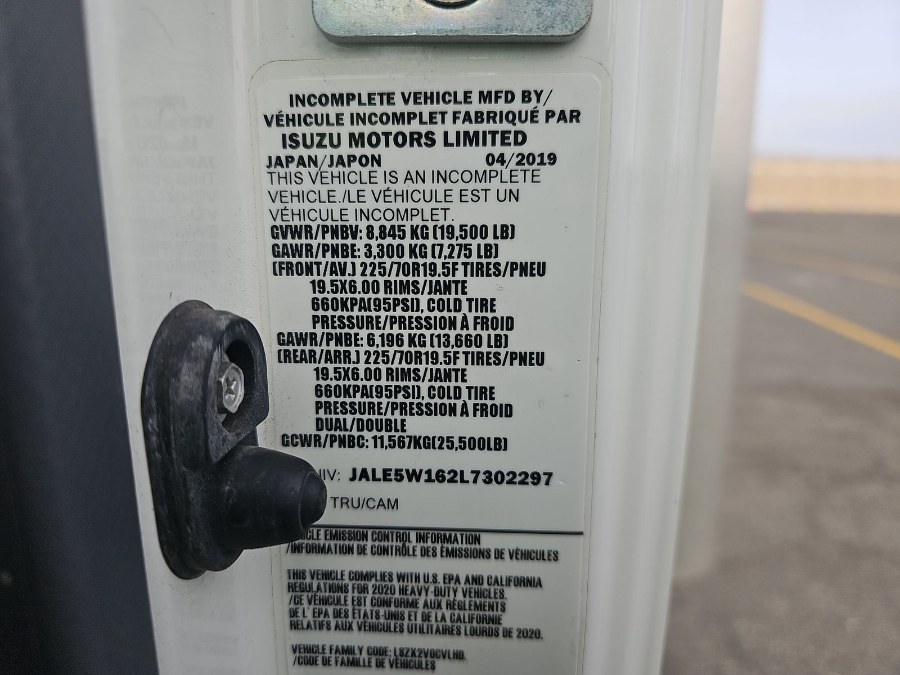 INCOMPLETE VEHICLE MFD BY/
VÉHICULE INCOMPLET FABRIQUÉ PAR
ISUZU MOTORS LIMITED
JAPAN/JAPON 04/2019
THIS VEHICLE IS AN INCOMPLETE
VEHICLE./LE VÉHICULE EST UN
VÉHICULE INCOMPLET.
GVWR/PNBV: 8,845 KG (19,500 LB)
GAWR/PNBE: 3,300 KG (7,275 LB)
(FRONT/AV.) 225/70R19.5F TIRES/PNEU
19.5X6.00 RIMS/JANTE
660KPA(95PSI), COLD TIRE
PRESSURE/PRESSION À FROID
GAWR/PNBE: 6,196 KG (13,660 LB)
(REAR/ARR.) 225/70R19.5F TIRES/PNEU
19.5X6.00 RIMS/JANTE
660KPA(95PSI), COLD TIRE
PRESSURE/PRESSION À FROID
DUAL/DOUBLE
GCWR/PNBC: 11,567KG(25,500LB)
JALE5W162L7302297
TRU/CAM
EMISSION CONTROL INFORMATION
/INFORMATION DE CONTRÔLE DES ÉMISSIONS DE VÉHICULES
THIS VEHICLE COMPLIES WITH U.S. EPA AND CALIFORNIA
REGULATIONS FOR 2020 HEAVY-DUTY VEHICLES.
/CE VÉHICULE EST CONFORME AUX RÈGLEMENTS
DE L' EPA DES ÉTATS-UNIS ET DE LA CALIFORNIE
RELATIFS AUX VÉHICULES UTILITAIRES LOURDS DE 2020.
VEHICLE FAMILY CODE: LSZX2VOCVLHD.
/CODE DE FAMILLE DE VÉHICULES